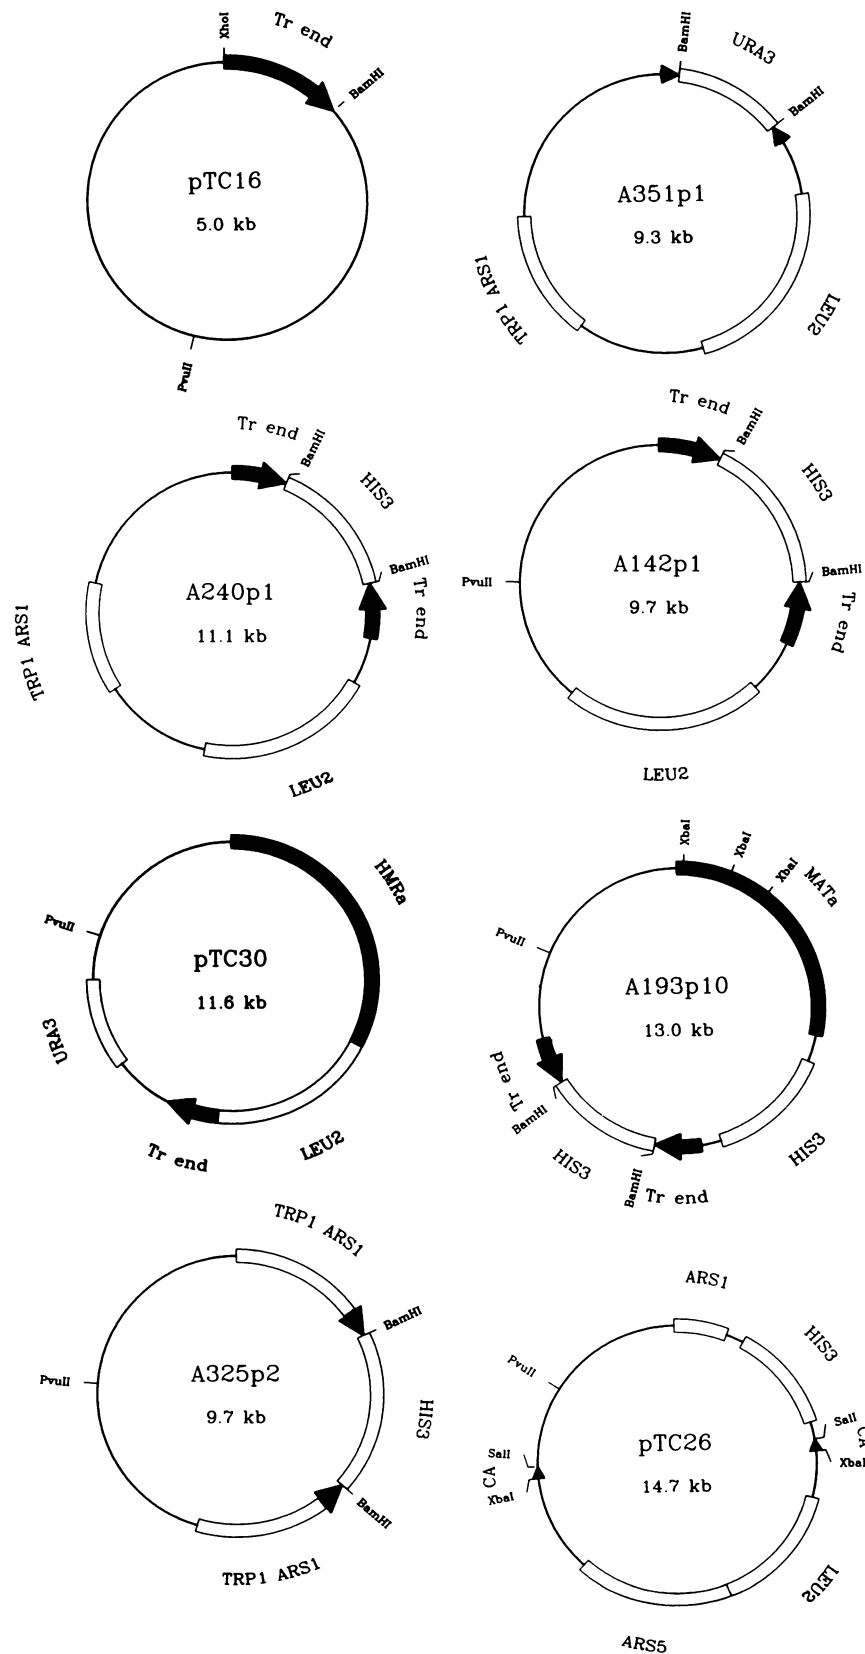 XhoI
Tr end
BamHI
pTC16
5.0 kb
PvuII
BamHI
URA3
BamHI
A351p1
9.3 kb
TRP1 ARS1
LEU2
Tr end
BamHI
HIS3
BamHI
Tr end
A240p1
11.1 kb
TRP1 ARS1
LEU2
Tr end
BamHI
HIS3
BamHI
Tr end
A142p1
9.7 kb
PvuII
LEU2
HMRa
PvuII
pTC30
11.6 kb
URA3
Tr end
LEU2
XbaI
XbaI
XbaI
MATa
PvuII
A193p10
13.0 kb
Tr end
BamHI
HIS3
BamHI
Tr end
HIS3
TRP1 ARS1
BamHI
PvuII
A325p2
9.7 kb
HIS3
BamHI
TRP1 ARS1
ARS1
HIS3
PvuII
SalI
CA
XbaI
pTC26
14.7 kb
SalI
CA
XbaI
LEU2
ARS5